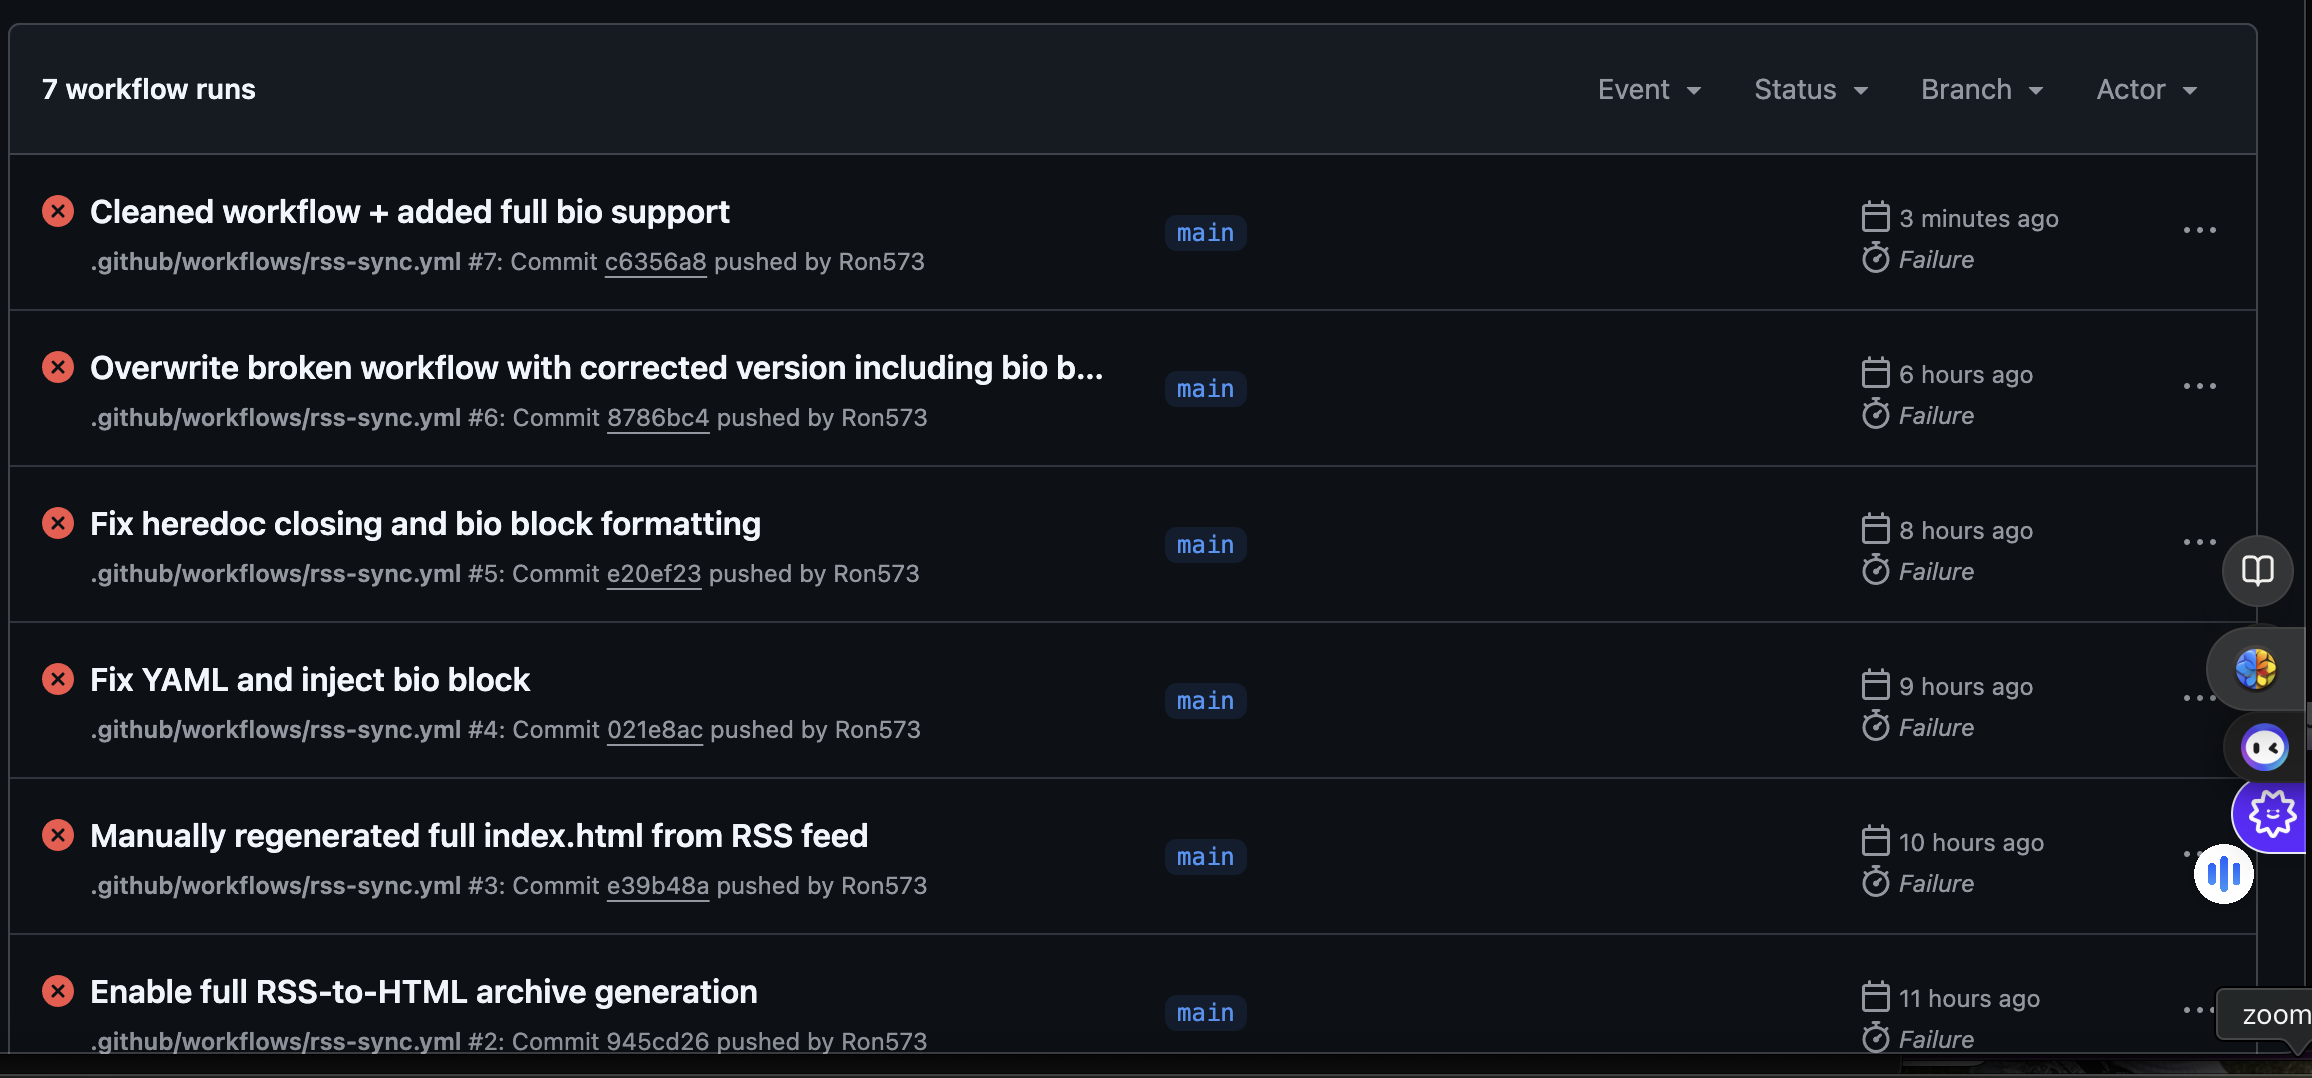 7 workflow runs
Event Status Branch Actor
Cleaned workflow + added full bio support
.github/workflows/rss-sync.yml #7: Commit c6356a8 pushed by Ron573
main
3 minutes ago
Failure
Overwrite broken workflow with corrected version including bio b...
.github/workflows/rss-sync.yml #6: Commit 8786bc4 pushed by Ron573
main
6 hours ago
Failure
Fix heredoc closing and bio block formatting
.github/workflows/rss-sync.yml #5: Commit e20ef23 pushed by Ron573
main
8 hours ago
Failure
Fix YAML and inject bio block
.github/workflows/rss-sync.yml #4: Commit 021e8ac pushed by Ron573
main
9 hours ago
Failure
Manually regenerated full index.html from RSS feed
.github/workflows/rss-sync.yml #3: Commit e39b48a pushed by Ron573
main
10 hours ago
Failure
Enable full RSS-to-HTML archive generation
.github/workflows/rss-sync.yml #2: Commit 945cd26 pushed by Ron573
main
11 hours ago
Failure
zoom